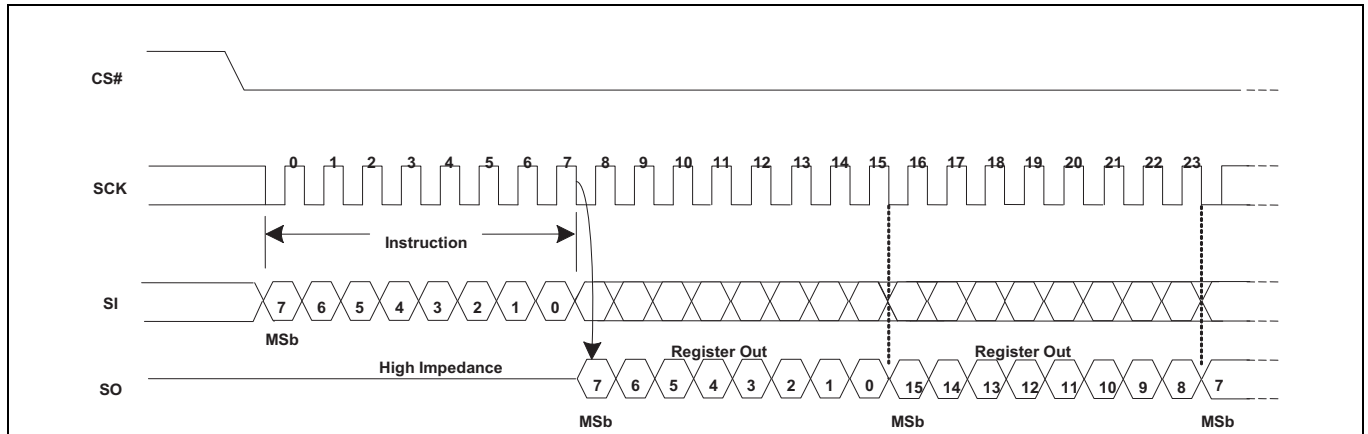 CS#
0 1 2 3 4 5 6 7 8 9 10 11 12 13 14 15 16 17 18 19 20 21 22 23
SCK
Instruction
SI
7 6 5 4 3 2 1 0
MSb
High Impedance
Register Out
Register Out
SO
7 6 5 4 3 2 1 0 15 14 13 12 11 10 9 8 7
MSb MSb MSb